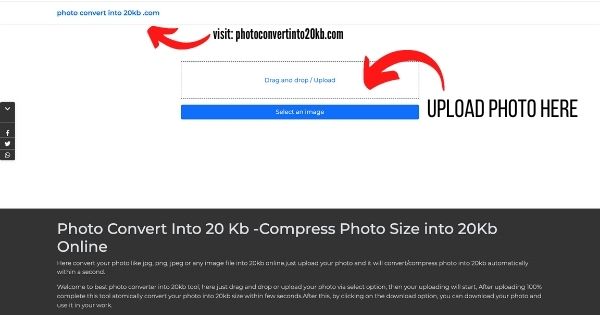 photo convert into 20kb .com
visit: photoconvertinto20kb.com
Drag and drop / Upload
Select an image
UPLOAD PHOTO HERE
Photo Convert Into 20 Kb -Compress Photo Size into 20Kb
Online
Here convert your photo like jpg, png, jpeg or any image file into 20kb online,just upload your photo and it will convert/compress photo into 20kb automatically
within a second.
Welcome to best photo converter into 20kb tool, here just drag and drop or upload your photo via select option, then your uploading will start, After uploading 100%
complete this tool atomically convert your photo into 20kb size within few seconds.After this, by clicking on the download option, you can download your photo and
use it in your work.